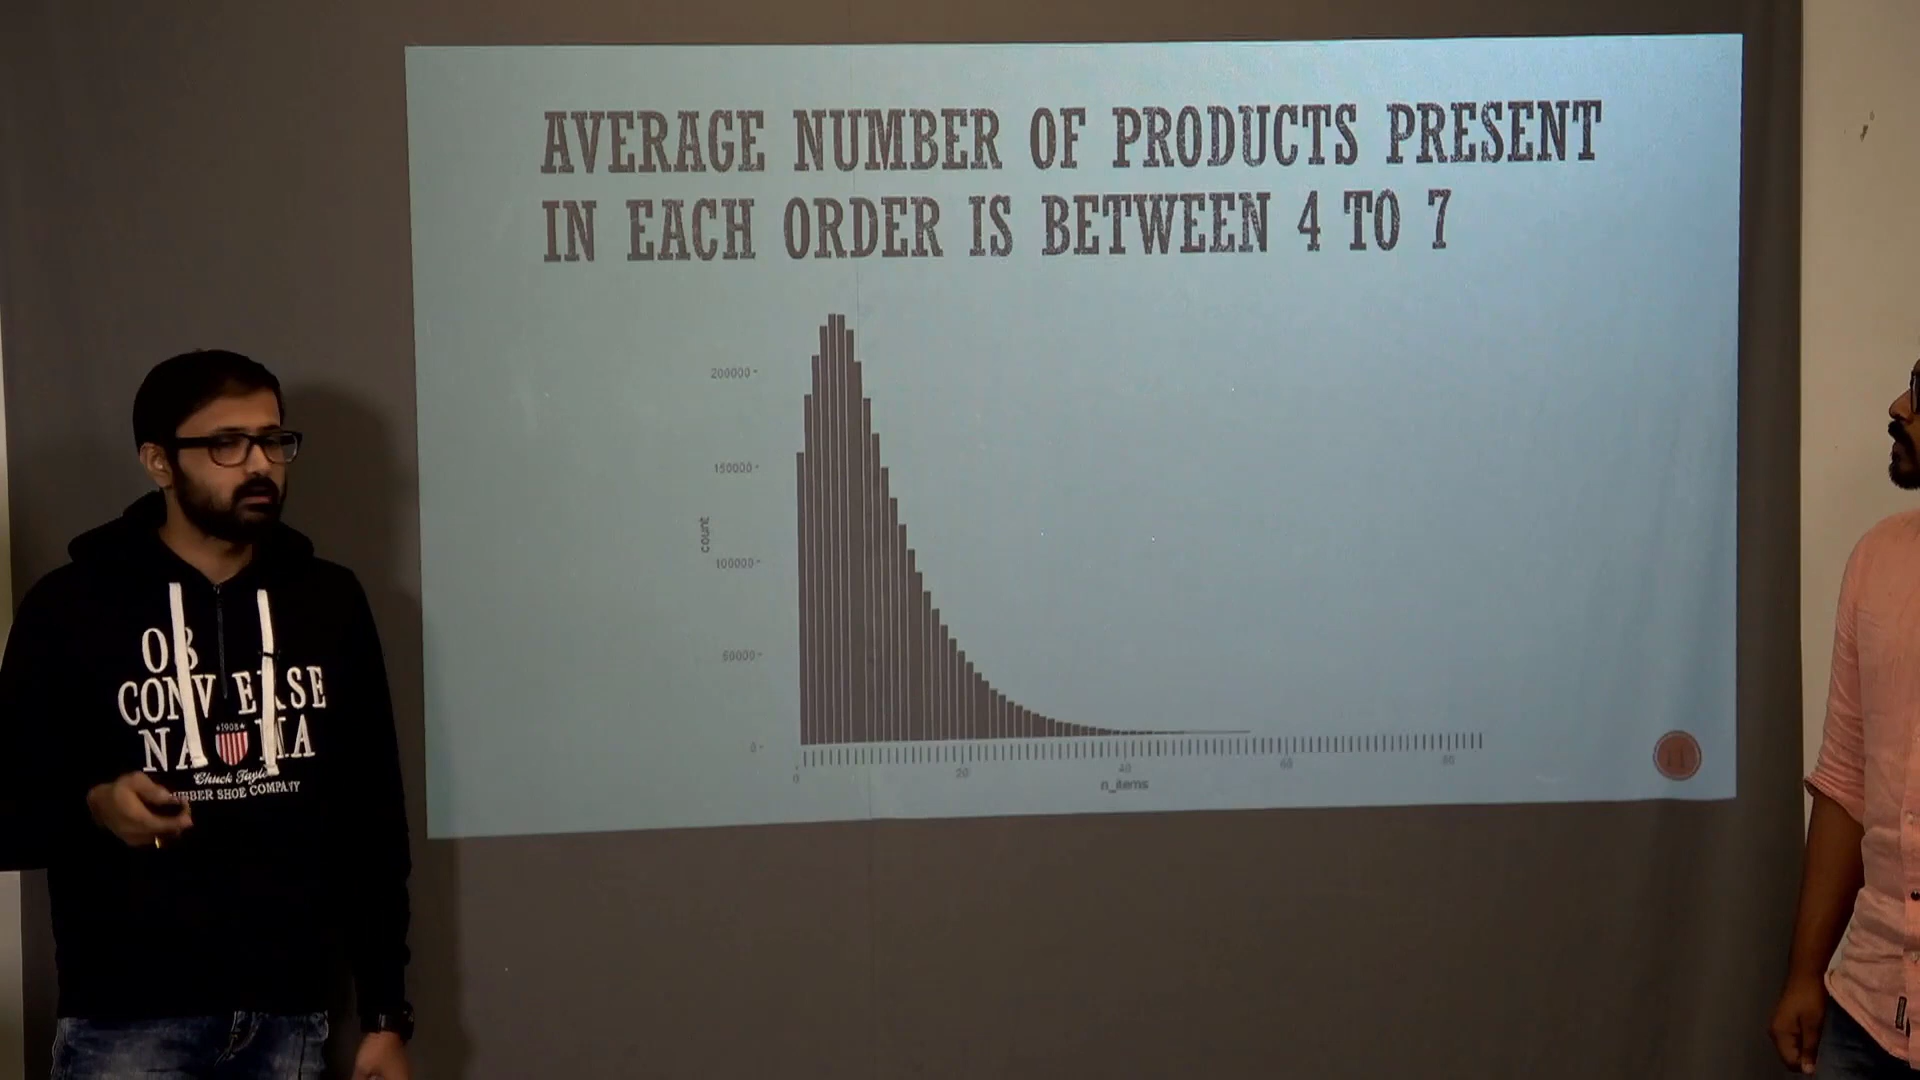 AVERAGE NUMBER OF PRODUCTS PRESENT
IN EACH ORDER IS BETWEEN 4 TO 7
200000
150000
100000
50000
0
count
0 20 40 60 80
n_items
CONVERSE
1908
Chuck Taylor
RUBBER SHOE COMPANY